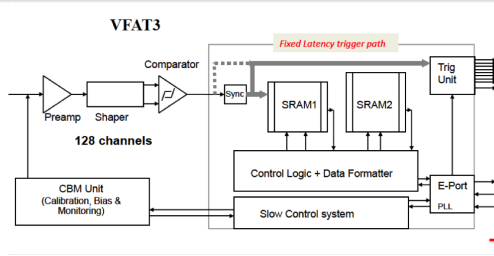 VFAT3
Fixed Latency trigger path
Comparator
Trig
Unit
Sync
SRAM1
SRAM2
Preamp
Shaper
128 channels
Control Logic + Data Formatter
CBM Unit
(Calibration, Bias &
Monitoring)
E-Port
PLL
Slow Control system